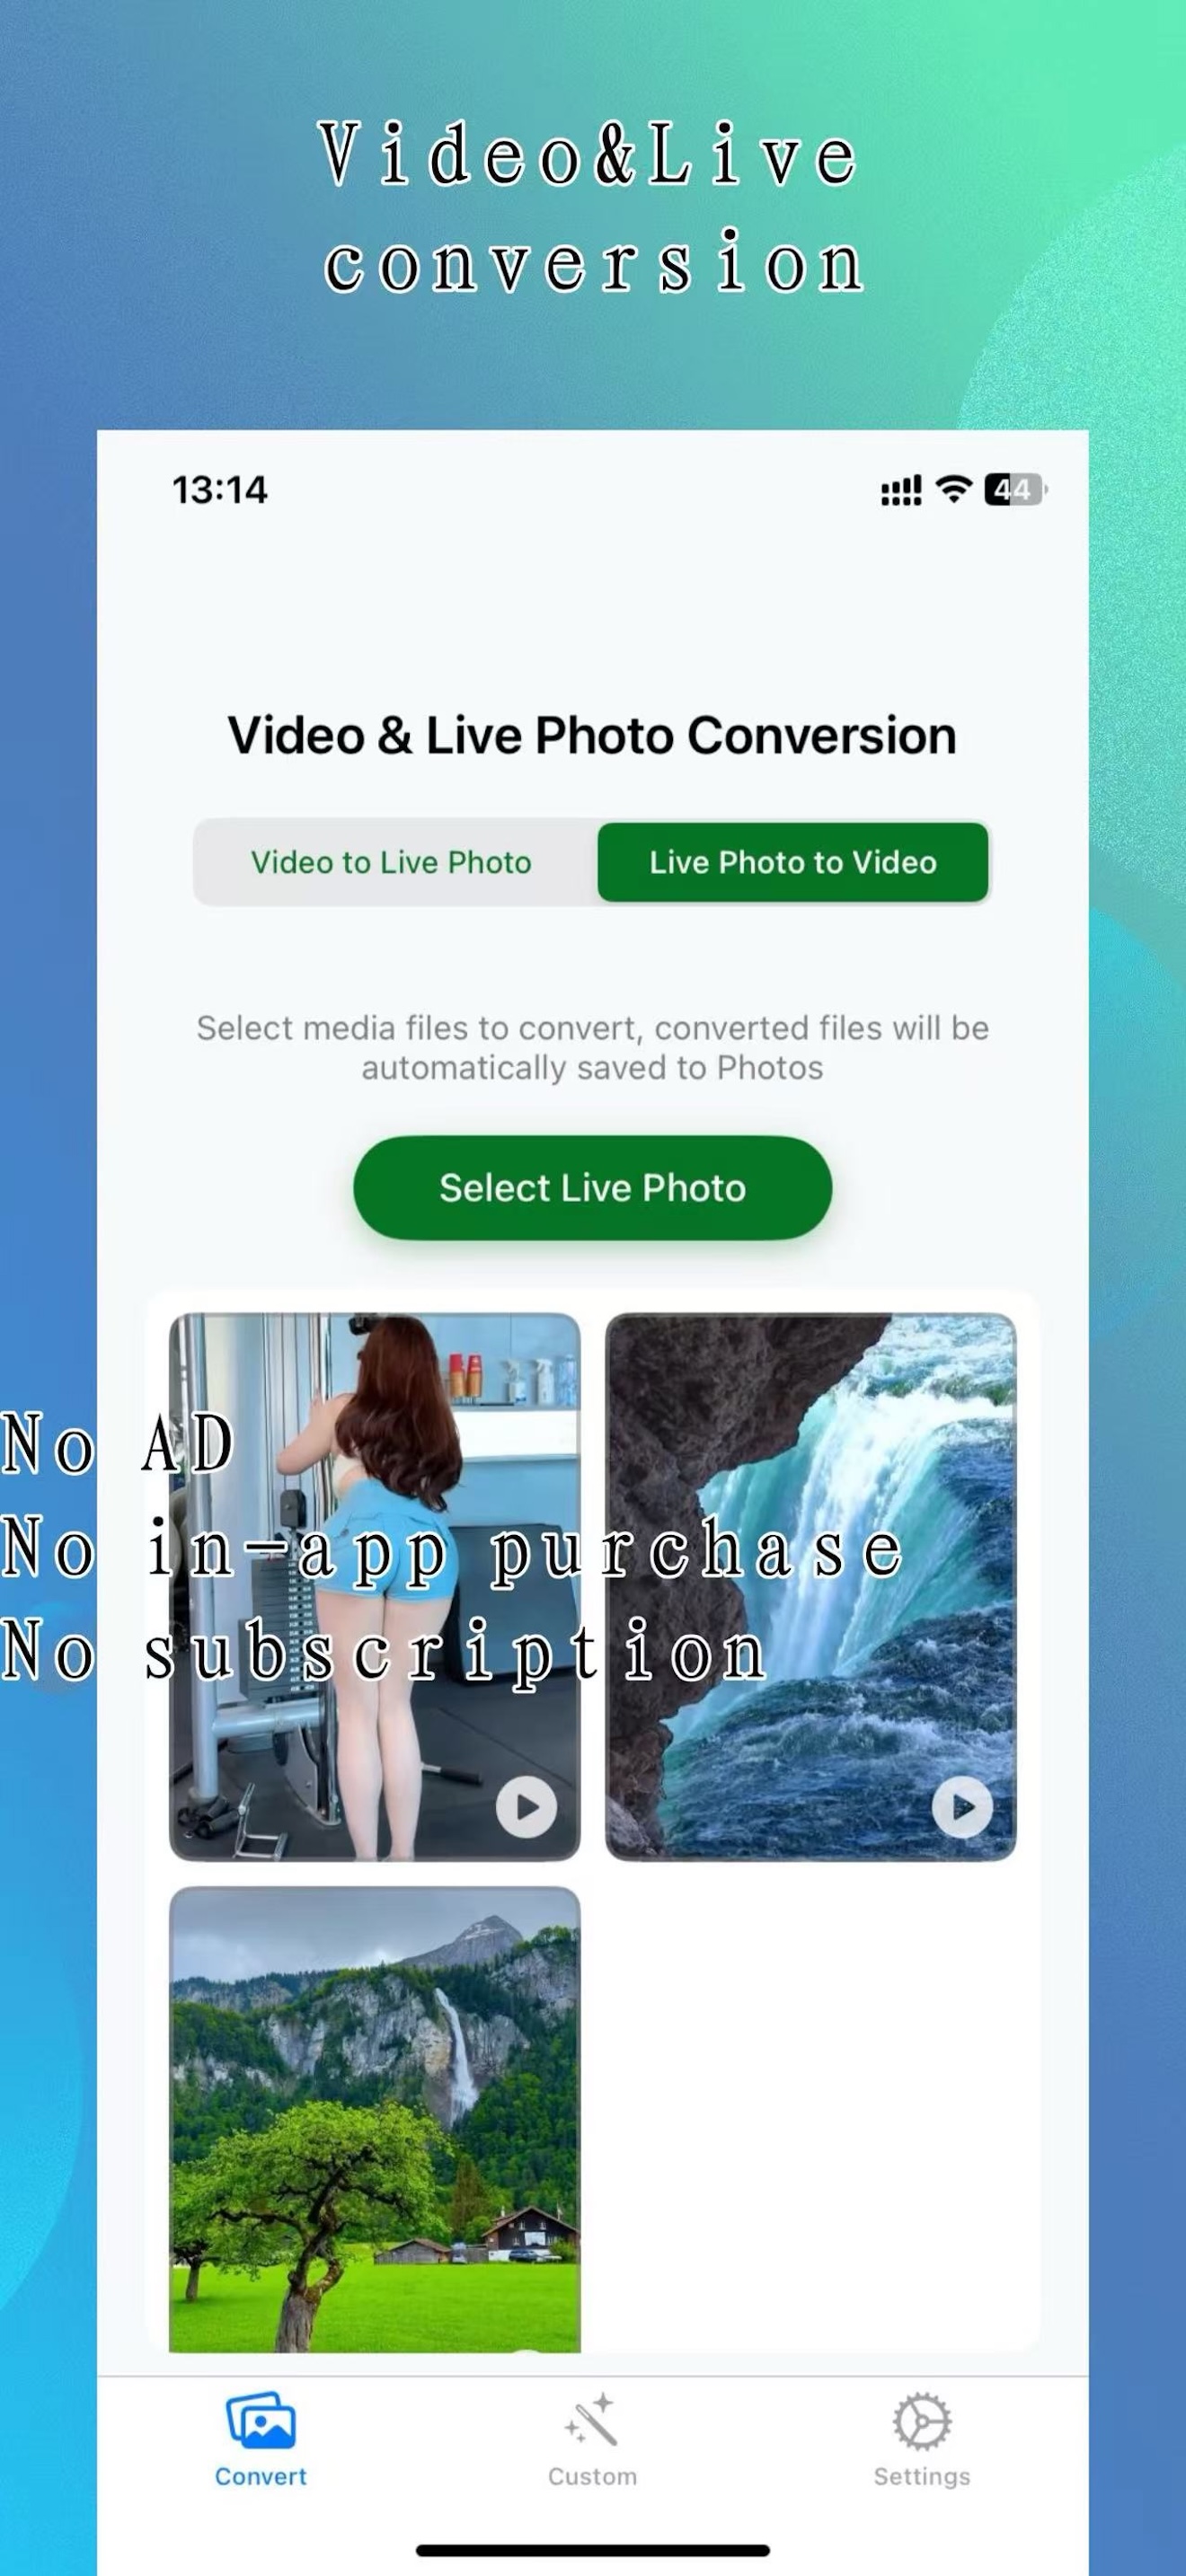 Video&Live
conversion
13:14
44
Video & Live Photo Conversion
Video to Live Photo
Live Photo to Video
Select media files to convert, converted files will be
automatically saved to Photos
Select Live Photo
No AD
No in-app purchase
No subscription
Convert
Custom
Settings